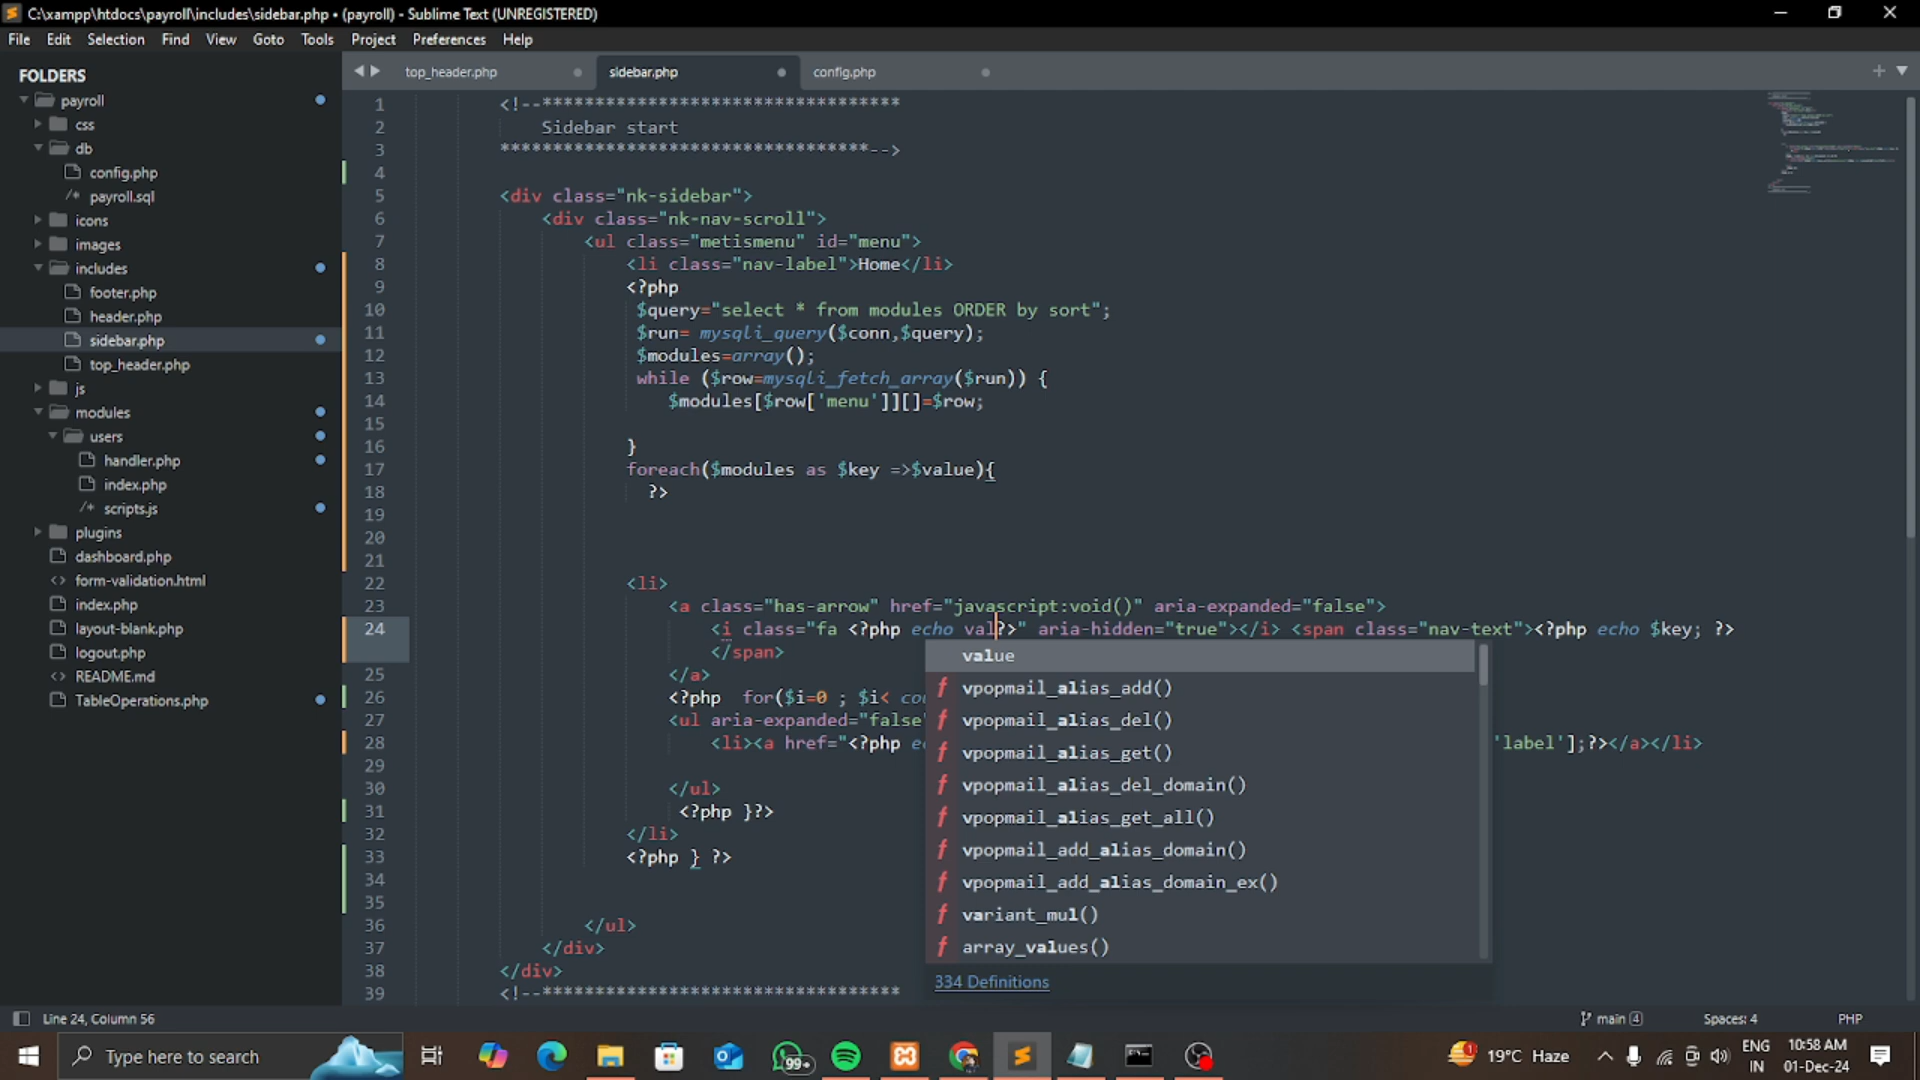 C:\xampp\htdocs\payroll\includes\sidebar.php • (payroll) - Sublime Text (UNREGISTERED)
File Edit Selection Find View Goto Tools Project Preferences Help
FOLDERS
payroll
css
db
config.php
payroll.sql
icons
images
includes
footer.php
header.php
sidebar.php
top_header.php
js
modules
users
handler.php
index.php
scripts.js
plugins
dashboard.php
form-validation.html
index.php
layout-blank.php
logout.php
README.md
TableOperations.php
top_header.php sidebar.php config.php
1 <!--**********************************
2 Sidebar start
3 ***********************************-->
4
5 <div class="nk-sidebar">
6 <div class="nk-nav-scroll">
7 <ul class="metismenu" id="menu">
8 <li class="nav-label">Home</li>
9 <?php
10 $query="select * from modules ORDER by sort";
11 $run= mysqli_query($conn,$query);
12 $modules=array();
13 while ($row=mysqli_fetch_array($run)) {
14 $modules[$row['menu']][]=$row;
15
16 }
17 foreach($modules as $key =>$value){
18 ?>
19
20
21
22 <li>
23 <a class="has-arrow" href="javascript:void()" aria-expanded="false">
24 <i class="fa <?php echo val?>" aria-hidden="true"></i> <span class="nav-text"><?php echo $key; ?>
</span>
25 </a>
26 <?php for($i=0 ; $i< cou
27 <ul aria-expanded="false"
28 <li><a href="<?php e 'label'];?></a></li>
29
30 </ul>
31 <?php }?>
32 </li>
33 <?php } ?>
34
35
36 </ul>
37 </div>
38 </div>
39 <!--**********************************
value
f vpopmail_alias_add()
f vpopmail_alias_del()
f vpopmail_alias_get()
f vpopmail_alias_del_domain()
f vpopmail_alias_get_all()
f vpopmail_add_alias_domain()
f vpopmail_add_alias_domain_ex()
f variant_mul()
f array_values()
334 Definitions
Line 24, Column 56 main 4 Spaces: 4 PHP
Type here to search 99+ 1 19°C Haze ENG IN 10:58 AM 01-Dec-24